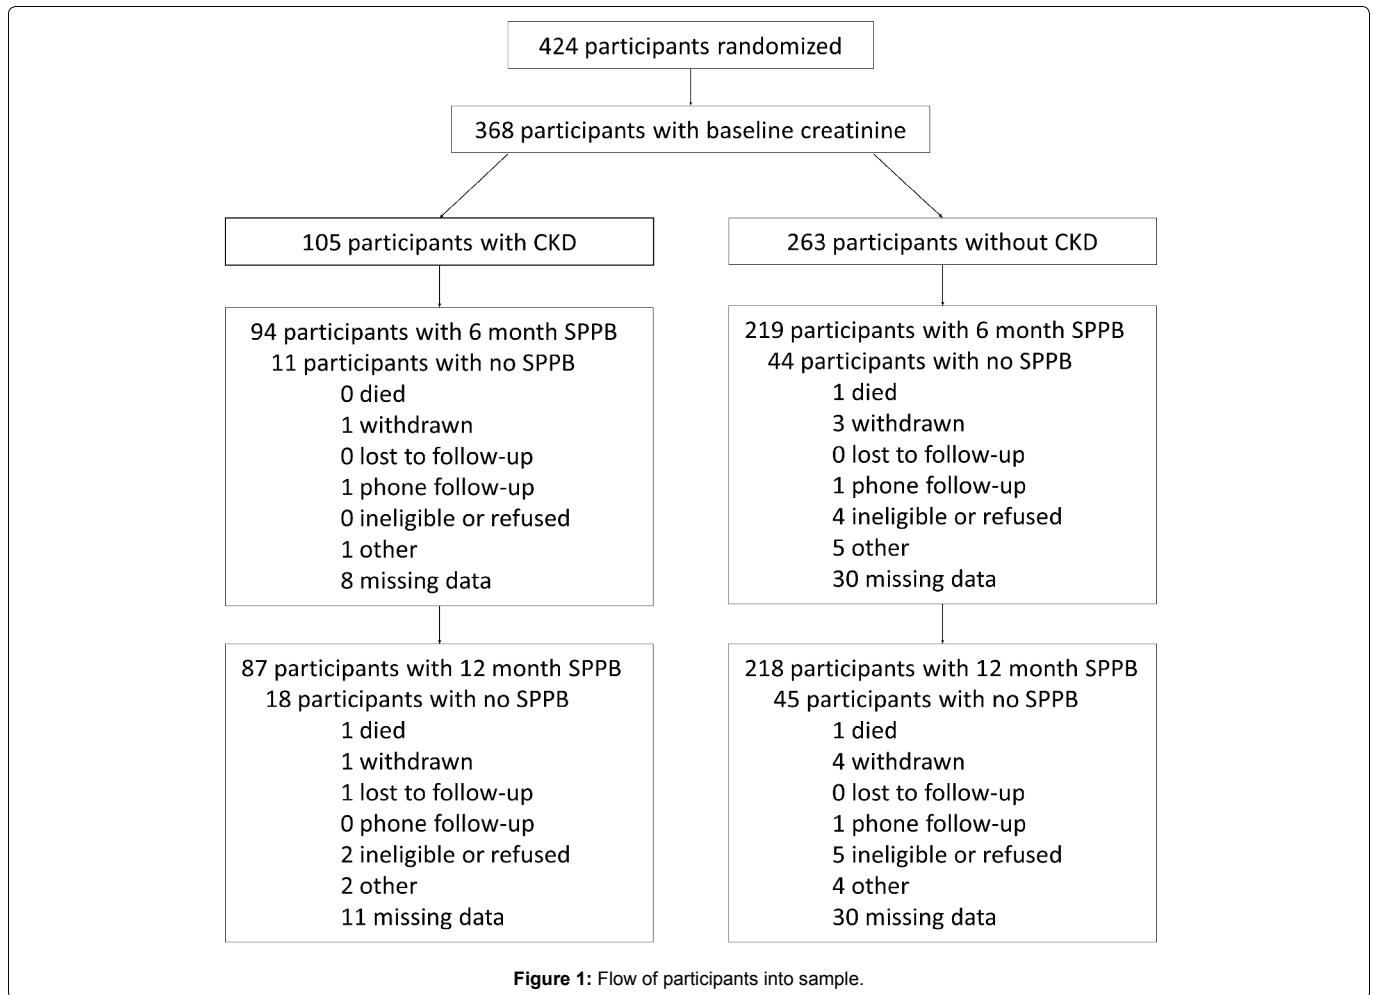 424 participants randomized
368 participants with baseline creatinine
105 participants with CKD
263 participants without CKD
94 participants with 6 month SPPB
11 participants with no SPPB
0 died
1 withdrawn
0 lost to follow-up
1 phone follow-up
0 ineligible or refused
1 other
8 missing data
219 participants with 6 month SPPB
44 participants with no SPPB
1 died
3 withdrawn
0 lost to follow-up
1 phone follow-up
4 ineligible or refused
5 other
30 missing data
87 participants with 12 month SPPB
18 participants with no SPPB
1 died
1 withdrawn
1 lost to follow-up
0 phone follow-up
2 ineligible or refused
2 other
11 missing data
218 participants with 12 month SPPB
45 participants with no SPPB
1 died
4 withdrawn
0 lost to follow-up
1 phone follow-up
5 ineligible or refused
4 other
30 missing data
Figure 1: Flow of participants into sample.